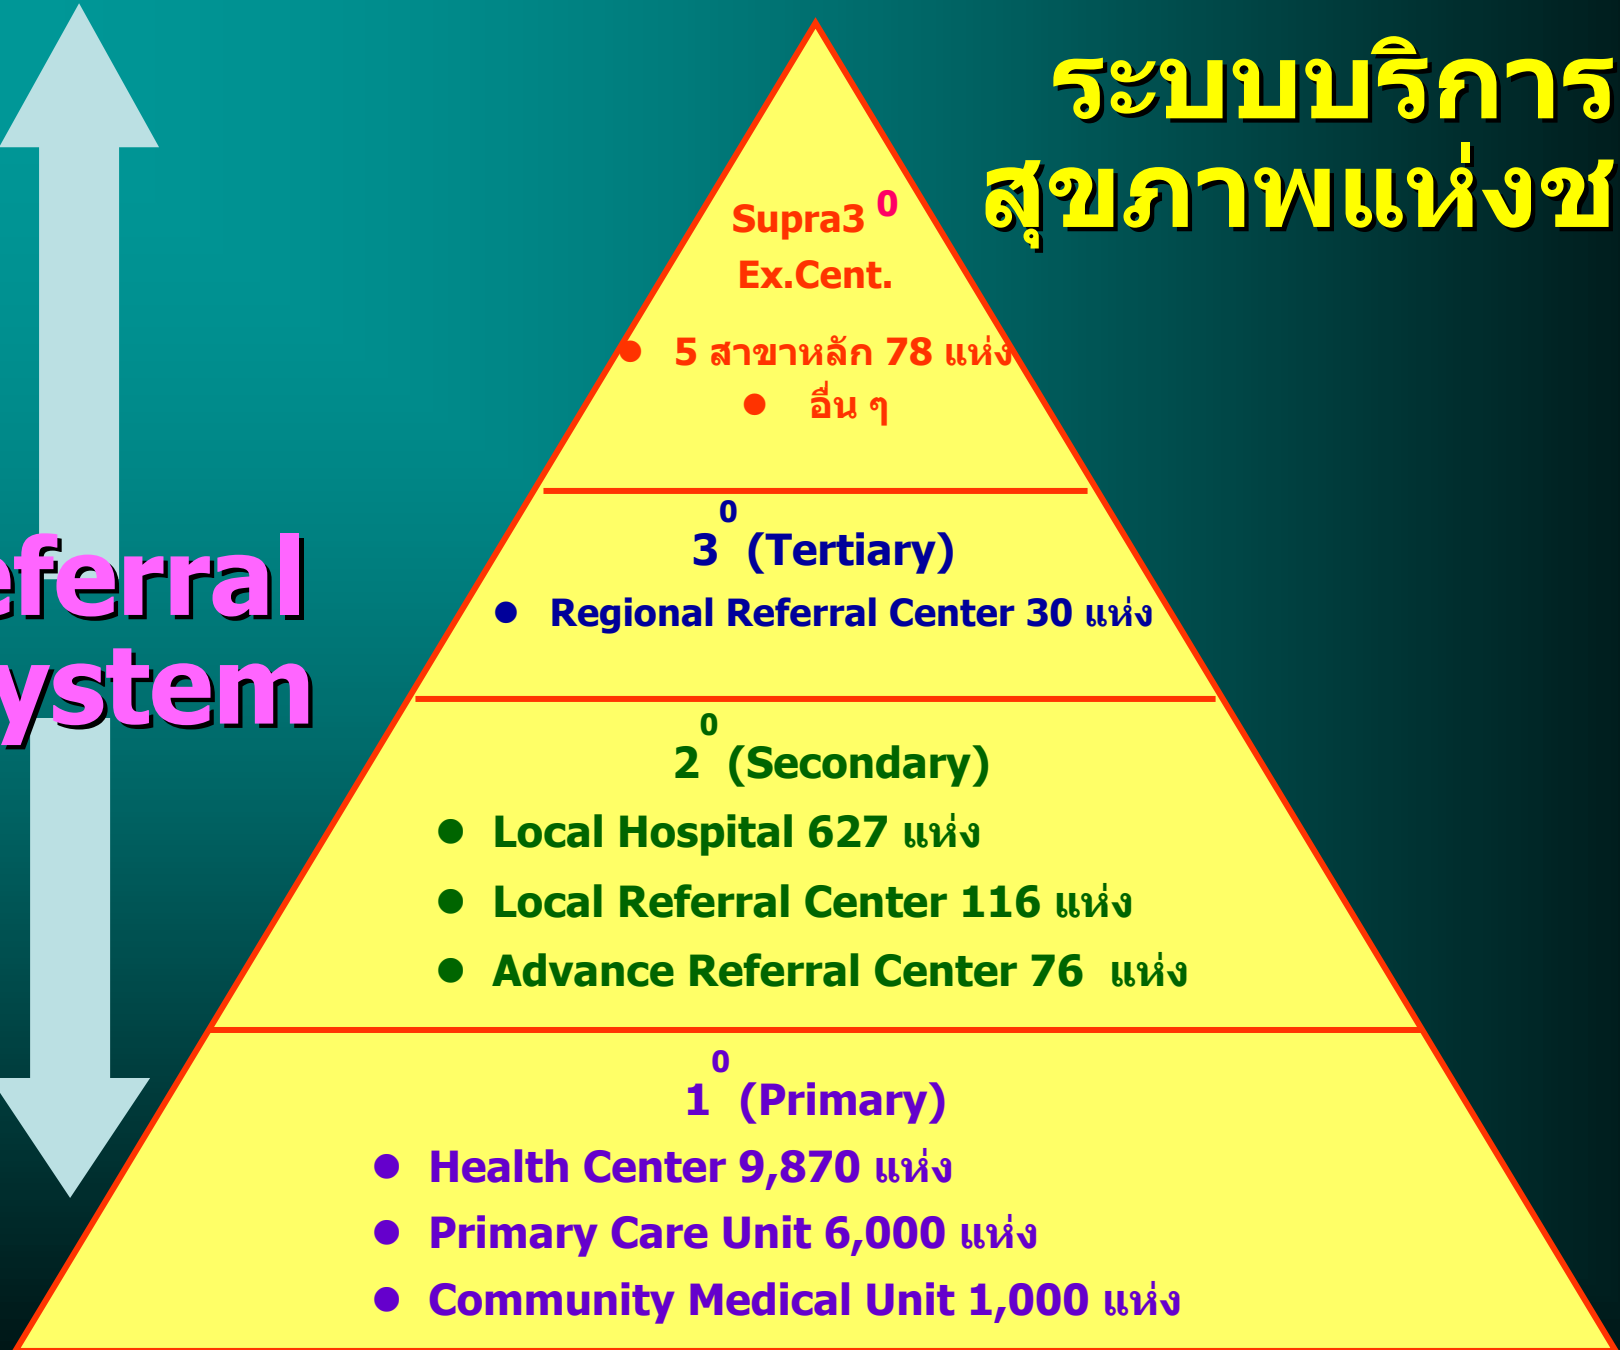 ระบบบริการ
สุขภาพแห่งช
eferral
ystem
Supra3 0
Ex.Cent.
● 5 สาขาหลัก 78 แห่ง
● อื่น ๆ
3 0 (Tertiary)
● Regional Referral Center 30 แห่ง
2 0 (Secondary)
● Local Hospital 627 แห่ง
● Local Referral Center 116 แห่ง
● Advance Referral Center 76 แห่ง
1 0 (Primary)
● Health Center 9,870 แห่ง
● Primary Care Unit 6,000 แห่ง
● Community Medical Unit 1,000 แห่ง